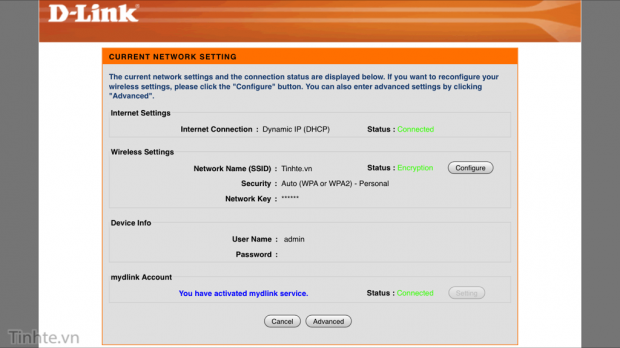 D-Link
CURRENT NETWORK SETTING
The current network settings and the connection status are displayed below. If you want to reconfigure your
wireless settings, please click the "Configure" button. You can also enter advanced settings by clicking
"Advanced".
Internet Settings
Internet Connection : Dynamic IP (DHCP) Status : Connected
Wireless Settings
Network Name (SSID) : Tinhte.vn Status : Encryption Configure
Security : Auto (WPA or WPA2) - Personal
Network Key : ******
Device Info
User Name : admin
Password :
mydlink Account
You have activated mydlink service. Status : Connected Setting
Cancel Advanced
Tinhte.vn